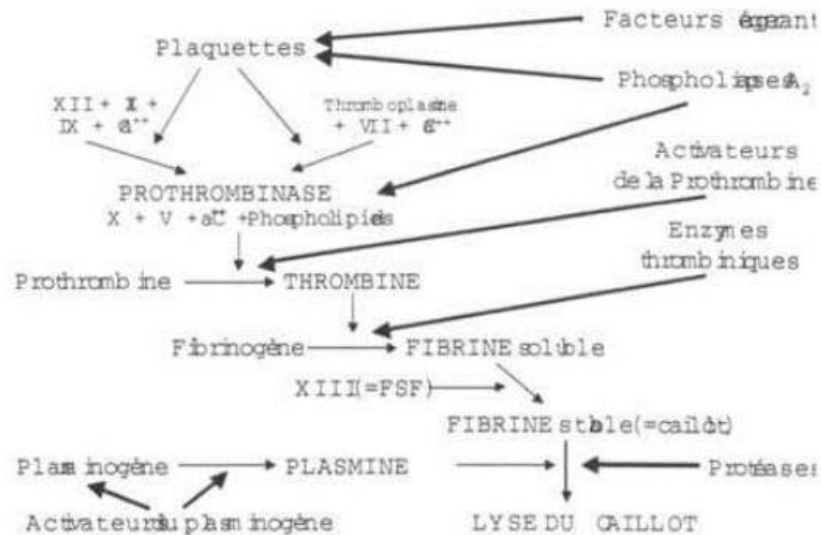 Plaquettes
Facteurs
Phospholipases A₂
XII + XI +
IX + Ca⁺⁺
Thromboplastine
+ VII + Ca⁺⁺
Activateurs
de la Prothrombine
PROTHROMBINASE
X + V + aC⁺⁺ + Phospholipides
Enzymes
thrombiniques
Prothrombine
THROMBINE
Fibrinogène
FIBRINE soluble
XIII (=FSF)
FIBRINE stable (=caillot)
Plasminogène
PLASMINE
Protéases
Activateurs du plasminogène
LYSE DU CAILLOT